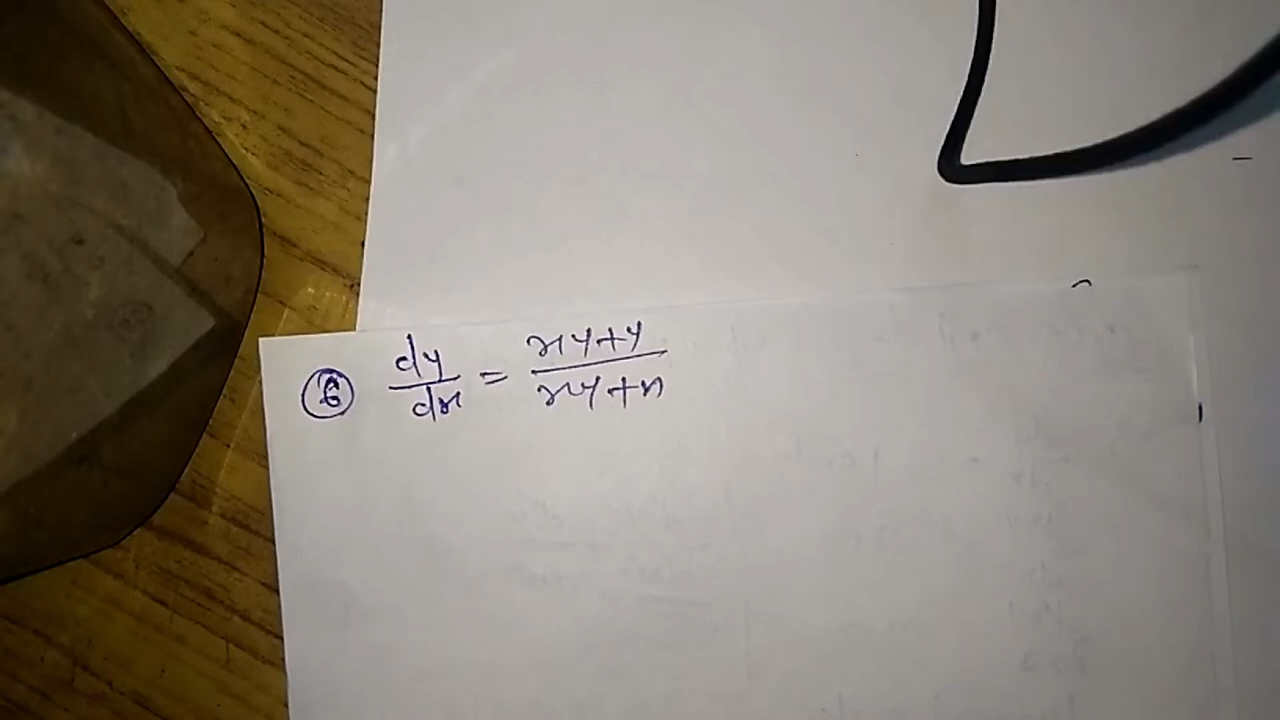 ⑥ dy/dx = xy+y/xy+x